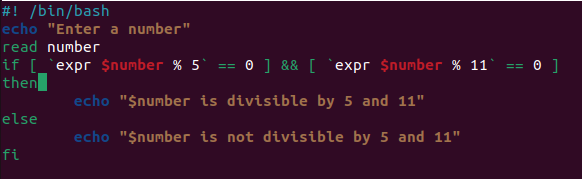 #! /bin/bash
echo "Enter a number"
read number
if [ `expr $number % 5` == 0 ] && [ `expr $number % 11` == 0 ]
then
        echo "$number is divisible by 5 and 11"
else
        echo "$number is not divisible by 5 and 11"
fi